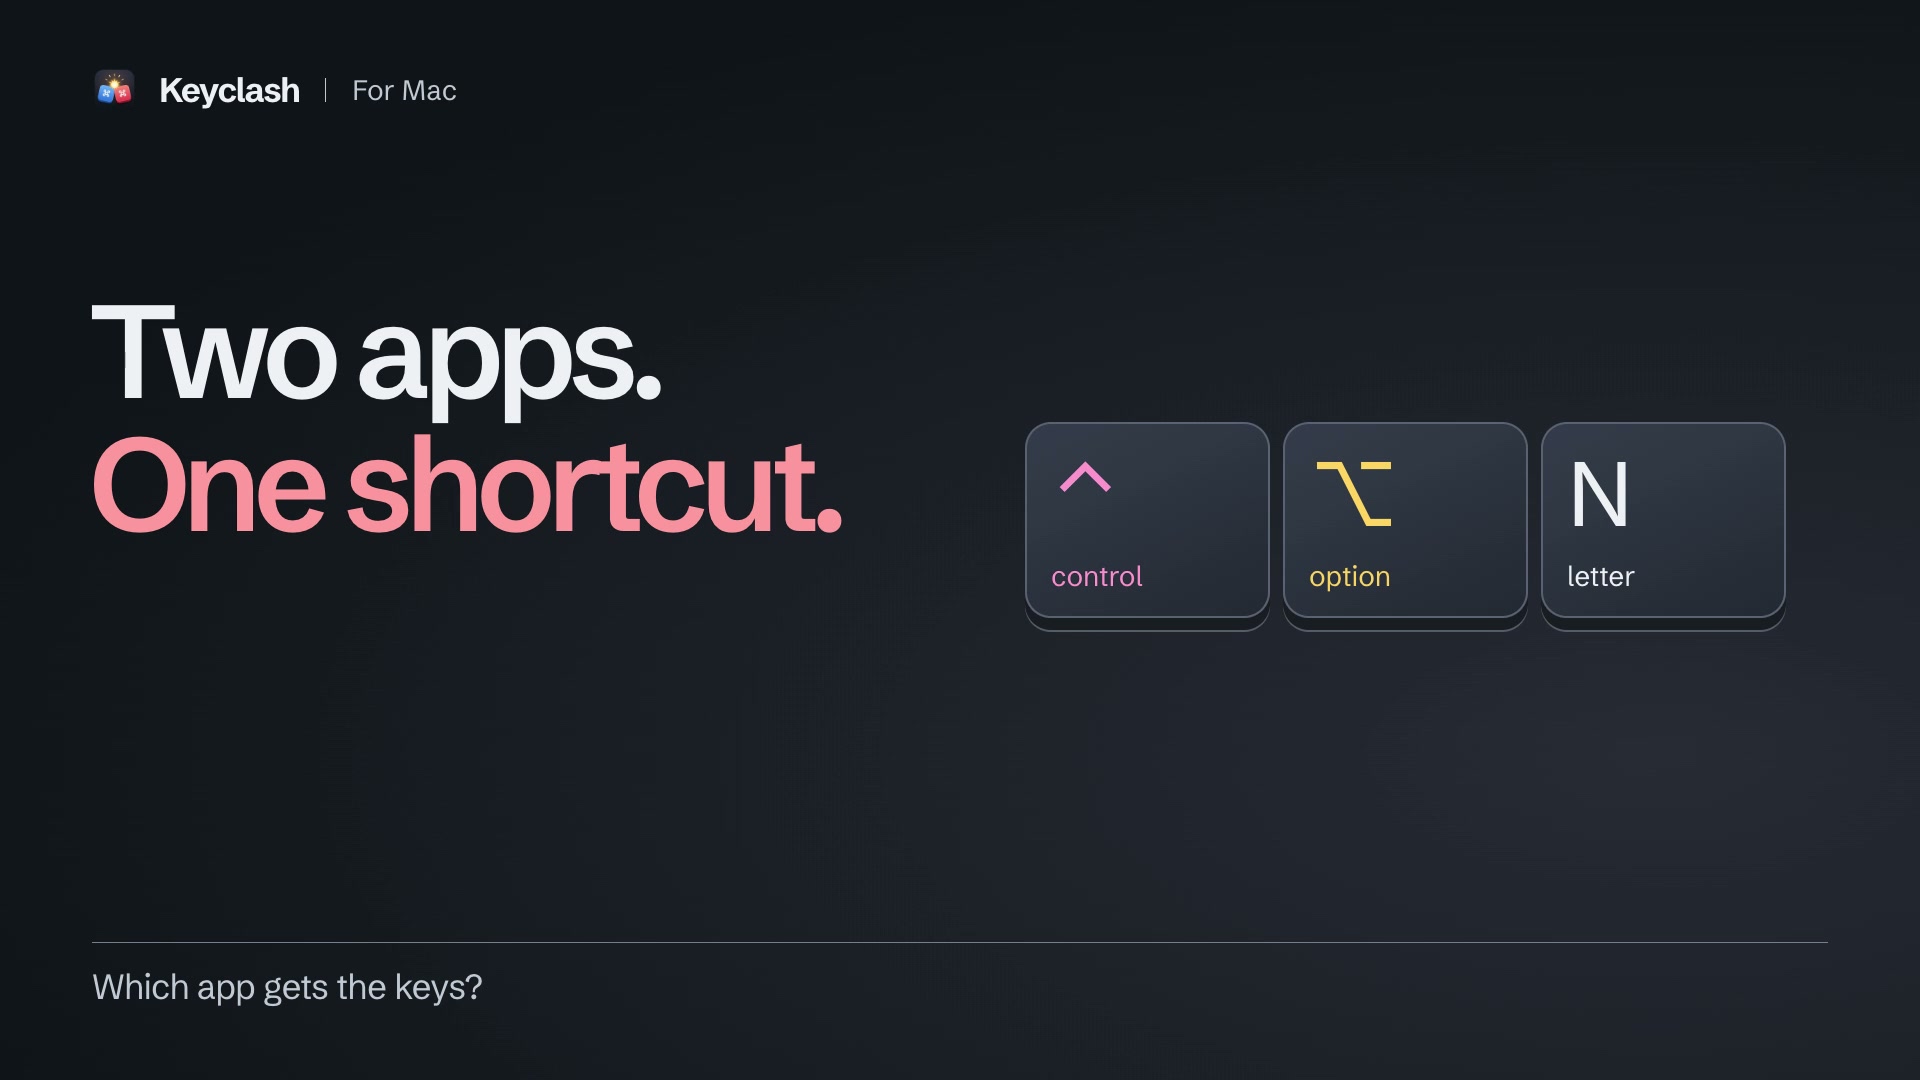 Keyclash | For Mac
Two apps.
One shortcut.
⌃ ⌥ N
control option letter
Which app gets the keys?